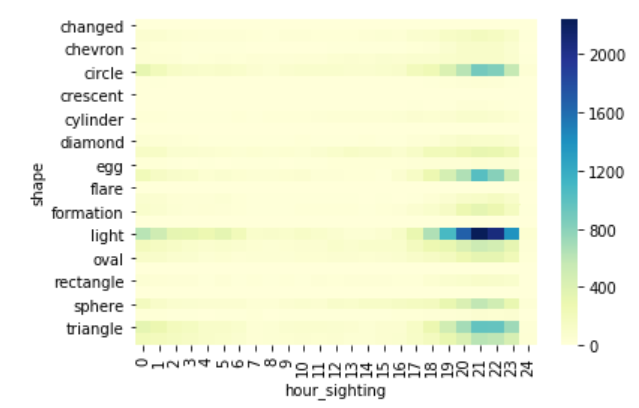 changed
chevron
circle
crescent
cylinder
diamond
egg
flare
formation
light
oval
rectangle
sphere
triangle
shape
0 1 2 3 4 5 6 7 8 9 10 11 12 13 14 15 16 17 18 19 20 21 22 23 24
hour_sighting
2000
1600
1200
800
400
0